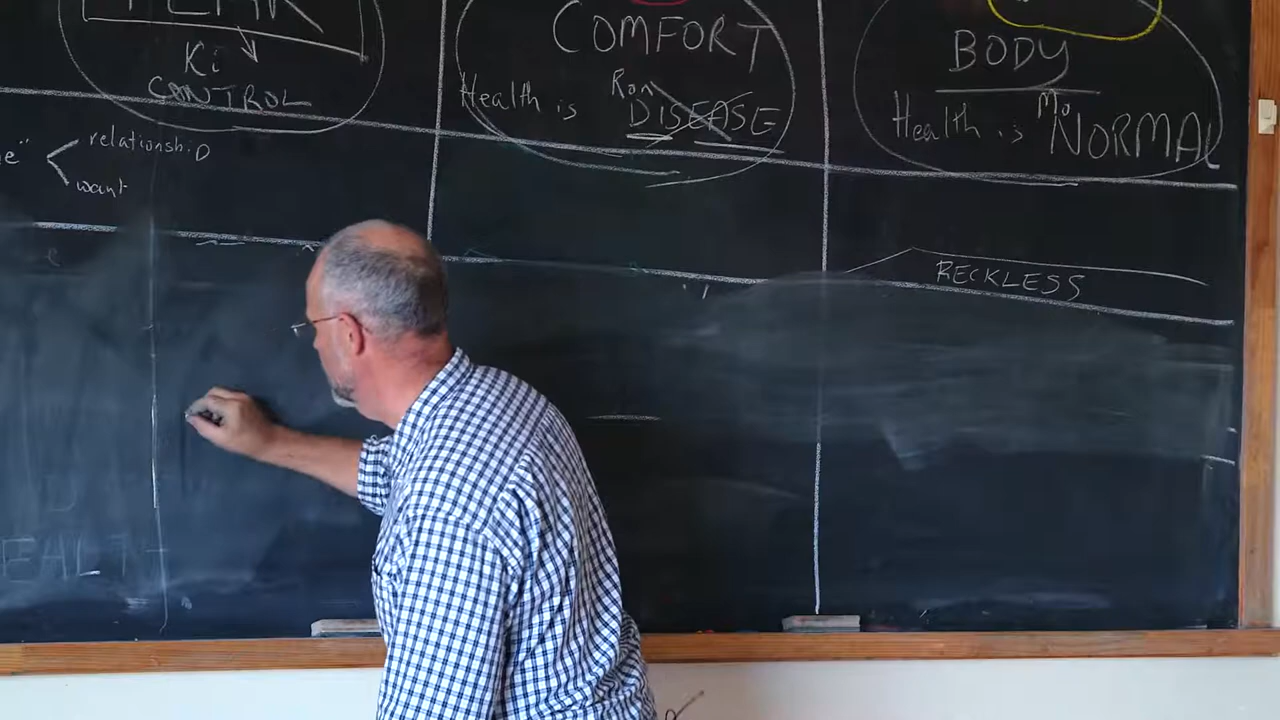 Ki
CONTROL
COMFORT
Health is Ron DISEASE
BODY
Health is Mo NORMAL
relationship
want
RECKLESS